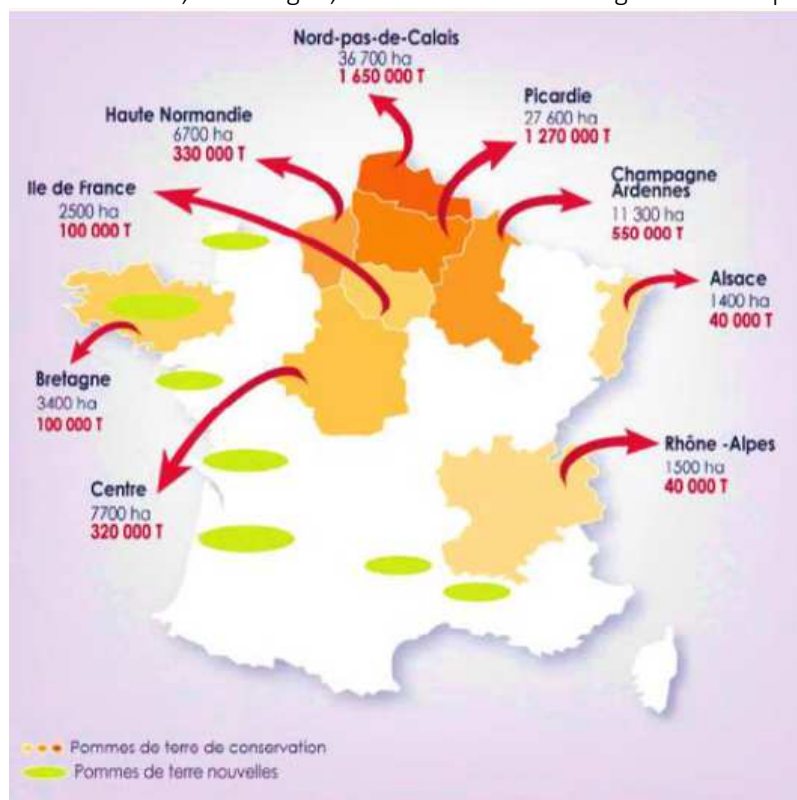 Nord-pas-de-Calais
36 700 ha
1 650 000 T
Picardie
27 600 ha
1 270 000 T
Haute Normandie
6700 ha
330 000 T
Champagne
Ardennes
11 300 ha
550 000 T
Ile de France
2500 ha
100 000 T
Alsace
1400 ha
40 000 T
Bretagne
3400 ha
100 000 T
Rhône -Alpes
1500 ha
40 000 T
Centre
7700 ha
320 000 T
Pommes de terre de conservation
Pommes de terre nouvelles